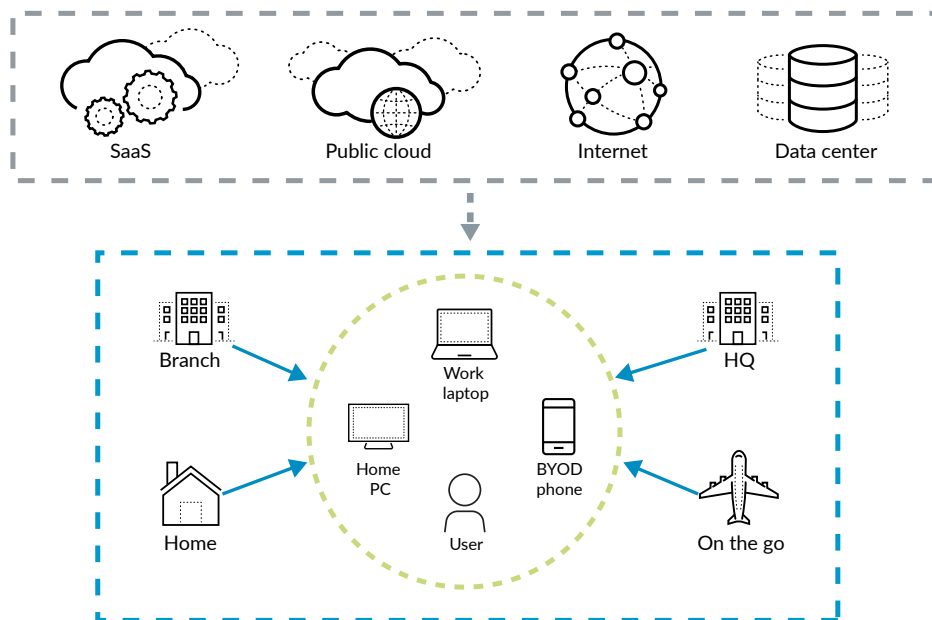 SaaS
Public cloud
Internet
Data center
Branch
HQ
Work
laptop
Home
PC
BYOD
phone
User
Home
On the go